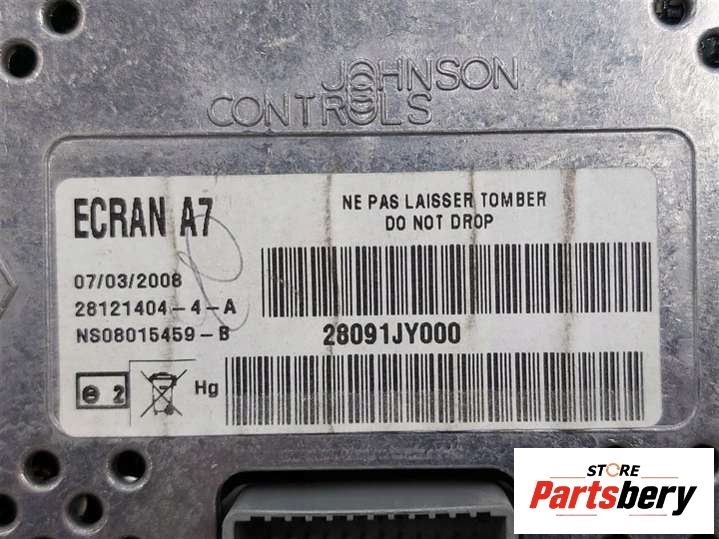 JOHNSON
CONTROLS
ECRAN A7
NE PAS LAISSER TOMBER
DO NOT DROP
07/03/2008
28121404-4-A
NS08015459-B
28091JY000
2
Hg
STORE
Partsbery